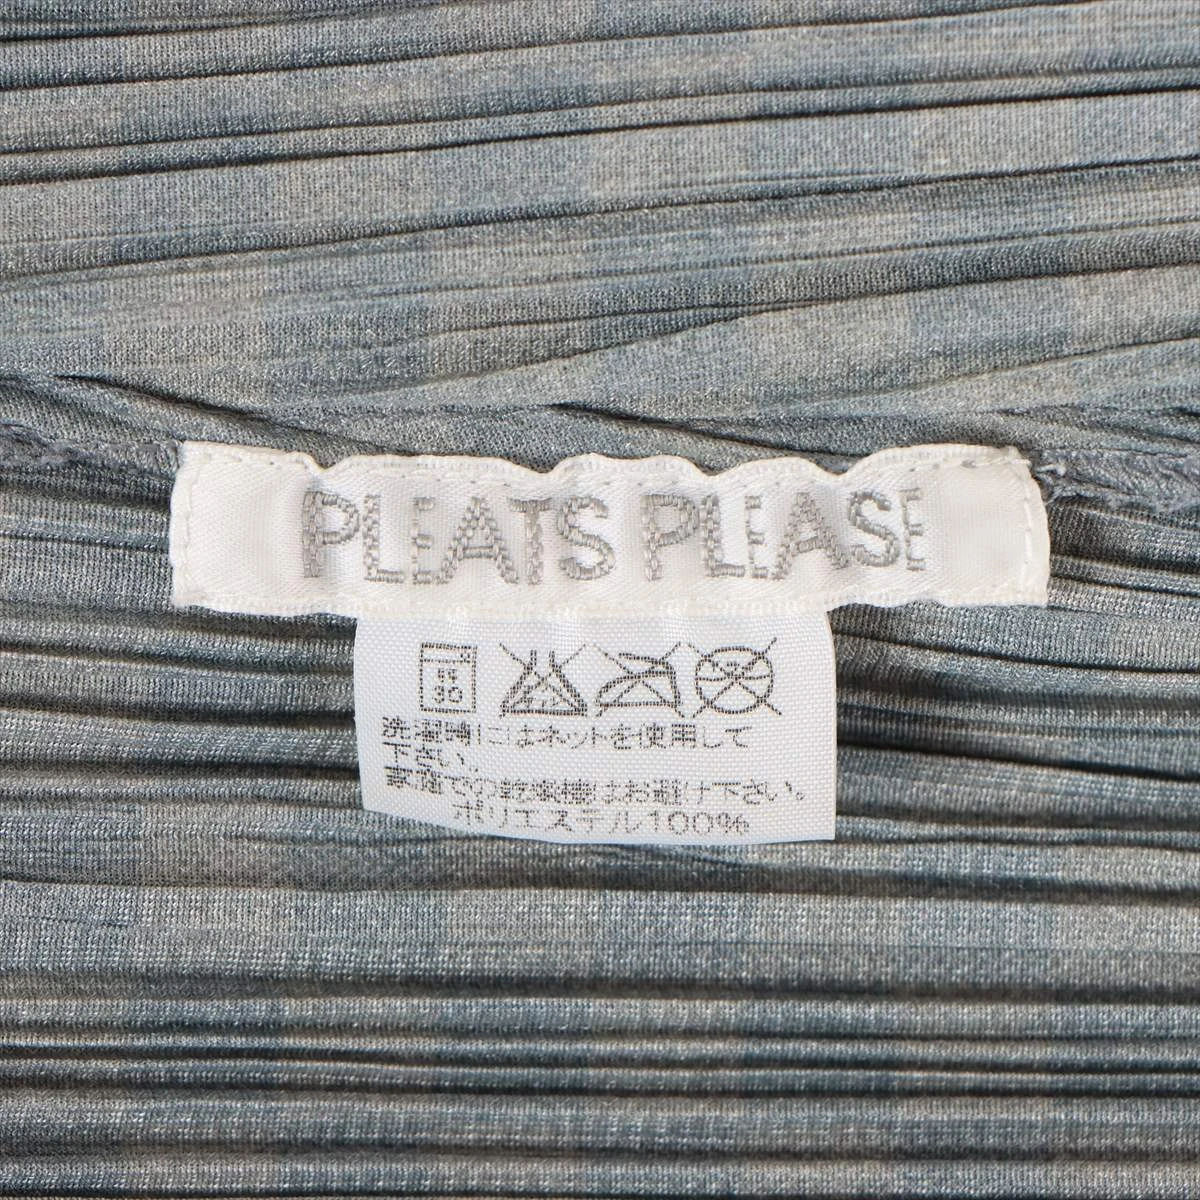 PLEATS PLEASE
30
洗濯時にはネットを使用して
下さい。
家庭での乾燥機はお避け下さい。
ポリエステル100%